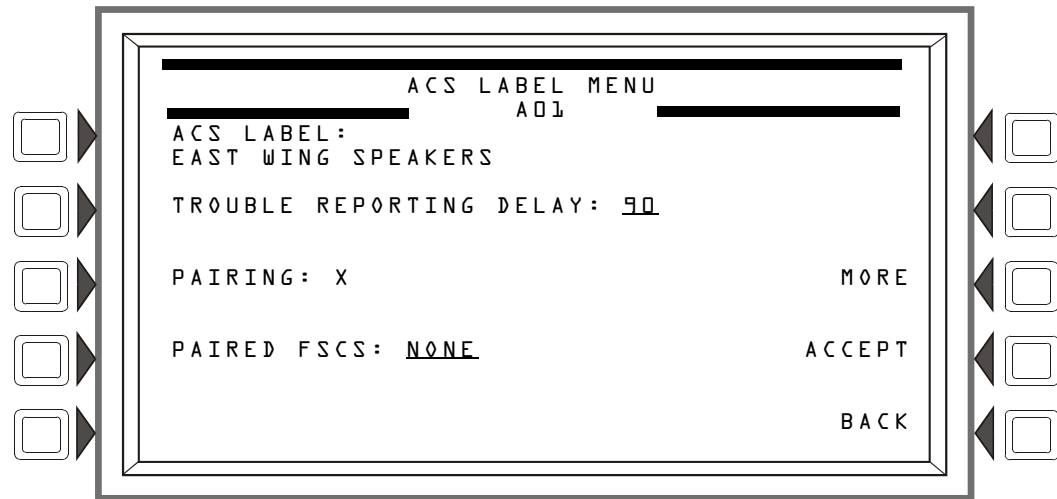 ACS LABEL MENU
A01
ACS LABEL:
EAST WING SPEAKERS
TROUBLE REPORTING DELAY: 90
PAIRING: X
MORE
PAIRED FSCS: NONE
ACCEPT
BACK